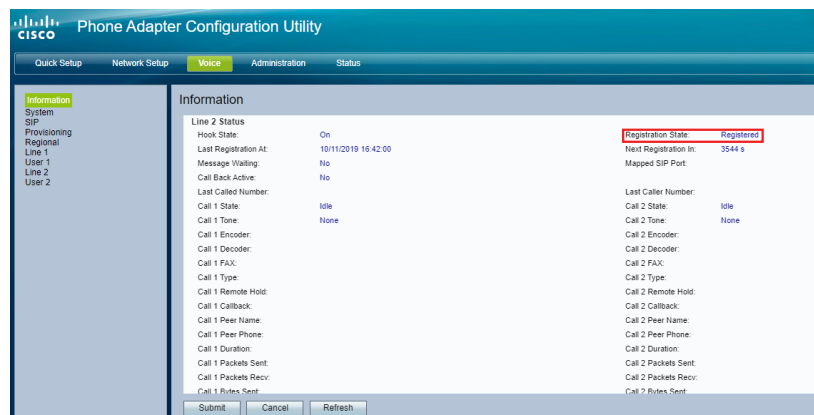 CISCO Phone Adapter Configuration Utility
Quick Setup Network Setup Voice Administration Status
Information
System
SIP
Provisioning
Regional
Line 1
User 1
Line 2
User 2
Information
Line 2 Status
Hook State: On Registration State: Registered
Last Registration At: 10/11/2019 16:42:00 Next Registration In: 3544 s
Message Waiting: No Mapped SIP Port:
Call Back Active: No
Last Called Number: Last Caller Number:
Call 1 State: Idle Call 2 State: Idle
Call 1 Tone: None Call 2 Tone: None
Call 1 Encoder: Call 2 Encoder:
Call 1 Decoder: Call 2 Decoder:
Call 1 FAX: Call 2 FAX:
Call 1 Type: Call 2 Type:
Call 1 Remote Hold: Call 2 Remote Hold:
Call 1 Callback: Call 2 Callback:
Call 1 Peer Name: Call 2 Peer Name:
Call 1 Peer Phone: Call 2 Peer Phone:
Call 1 Duration: Call 2 Duration:
Call 1 Packets Sent: Call 2 Packets Sent:
Call 1 Packets Recv: Call 2 Packets Recv:
Call 1 Bytes Sent: Call 2 Bytes Sent:
Submit Cancel Refresh